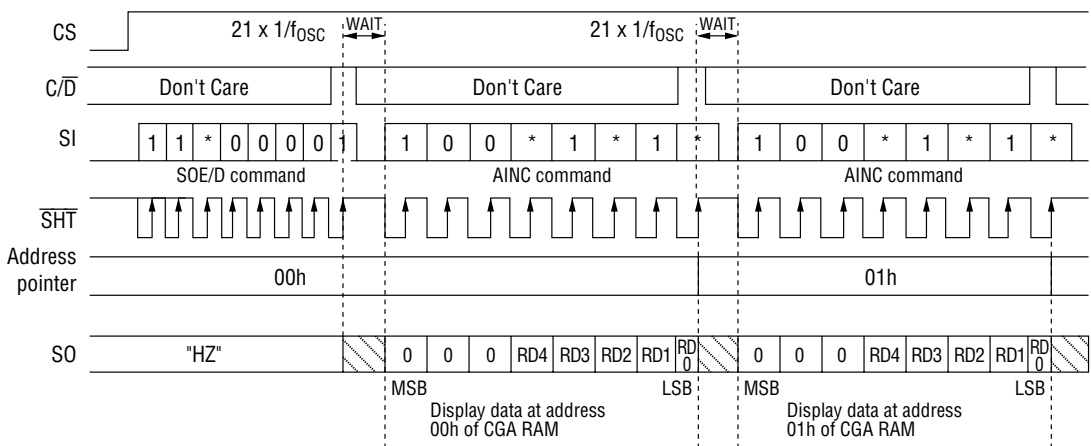 CS 21 x 1/fOSC WAIT 21 x 1/fOSC WAIT
C/D̅ Don't Care Don't Care Don't Care
SI 1 1 * 0 0 0 0 1 1 0 0 * 1 * 1 * 1 0 0 * 1 * 1 *
SOE/D command AINC command AINC command
S̅H̅T̅
Address
pointer 00h 01h
SO "HZ" 0 0 0 RD4 RD3 RD2 RD1 RD0 0 0 0 RD4 RD3 RD2 RD1 RD0
MSB LSB MSB LSB
Display data at address
00h of CGA RAM
Display data at address
01h of CGA RAM